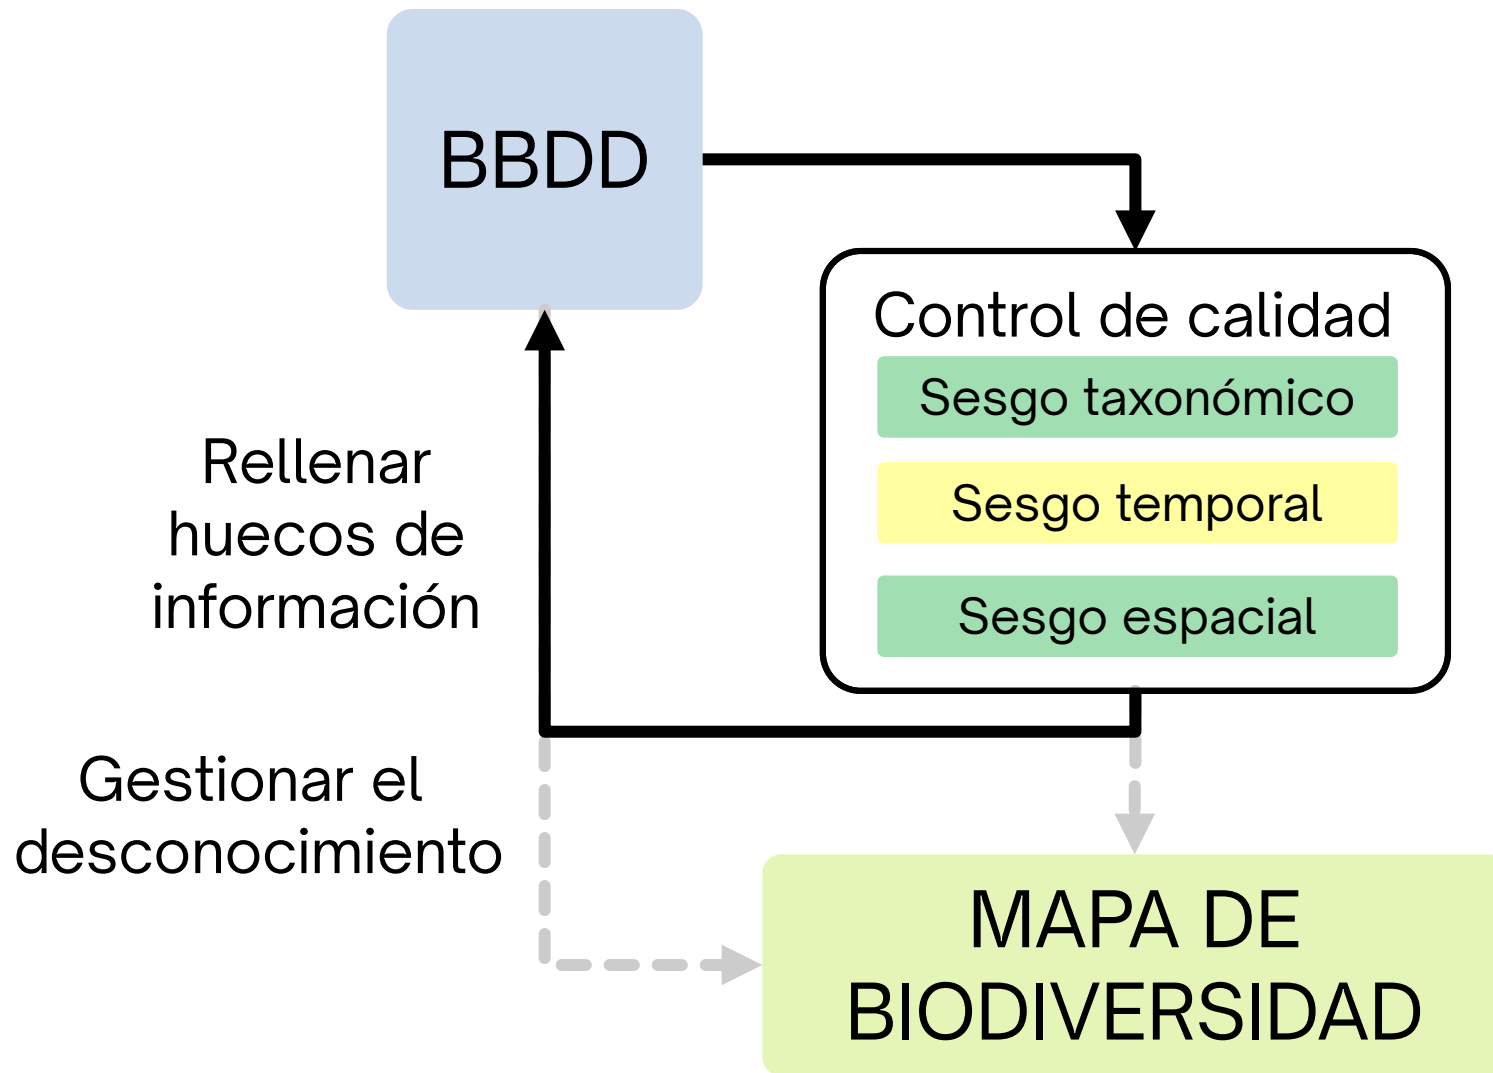 BBDD
Control de calidad
Sesgo taxonómico
Sesgo temporal
Sesgo espacial
Rellenar
huecos de
información
Gestionar el
desconocimiento
MAPA DE
BIODIVERSIDAD